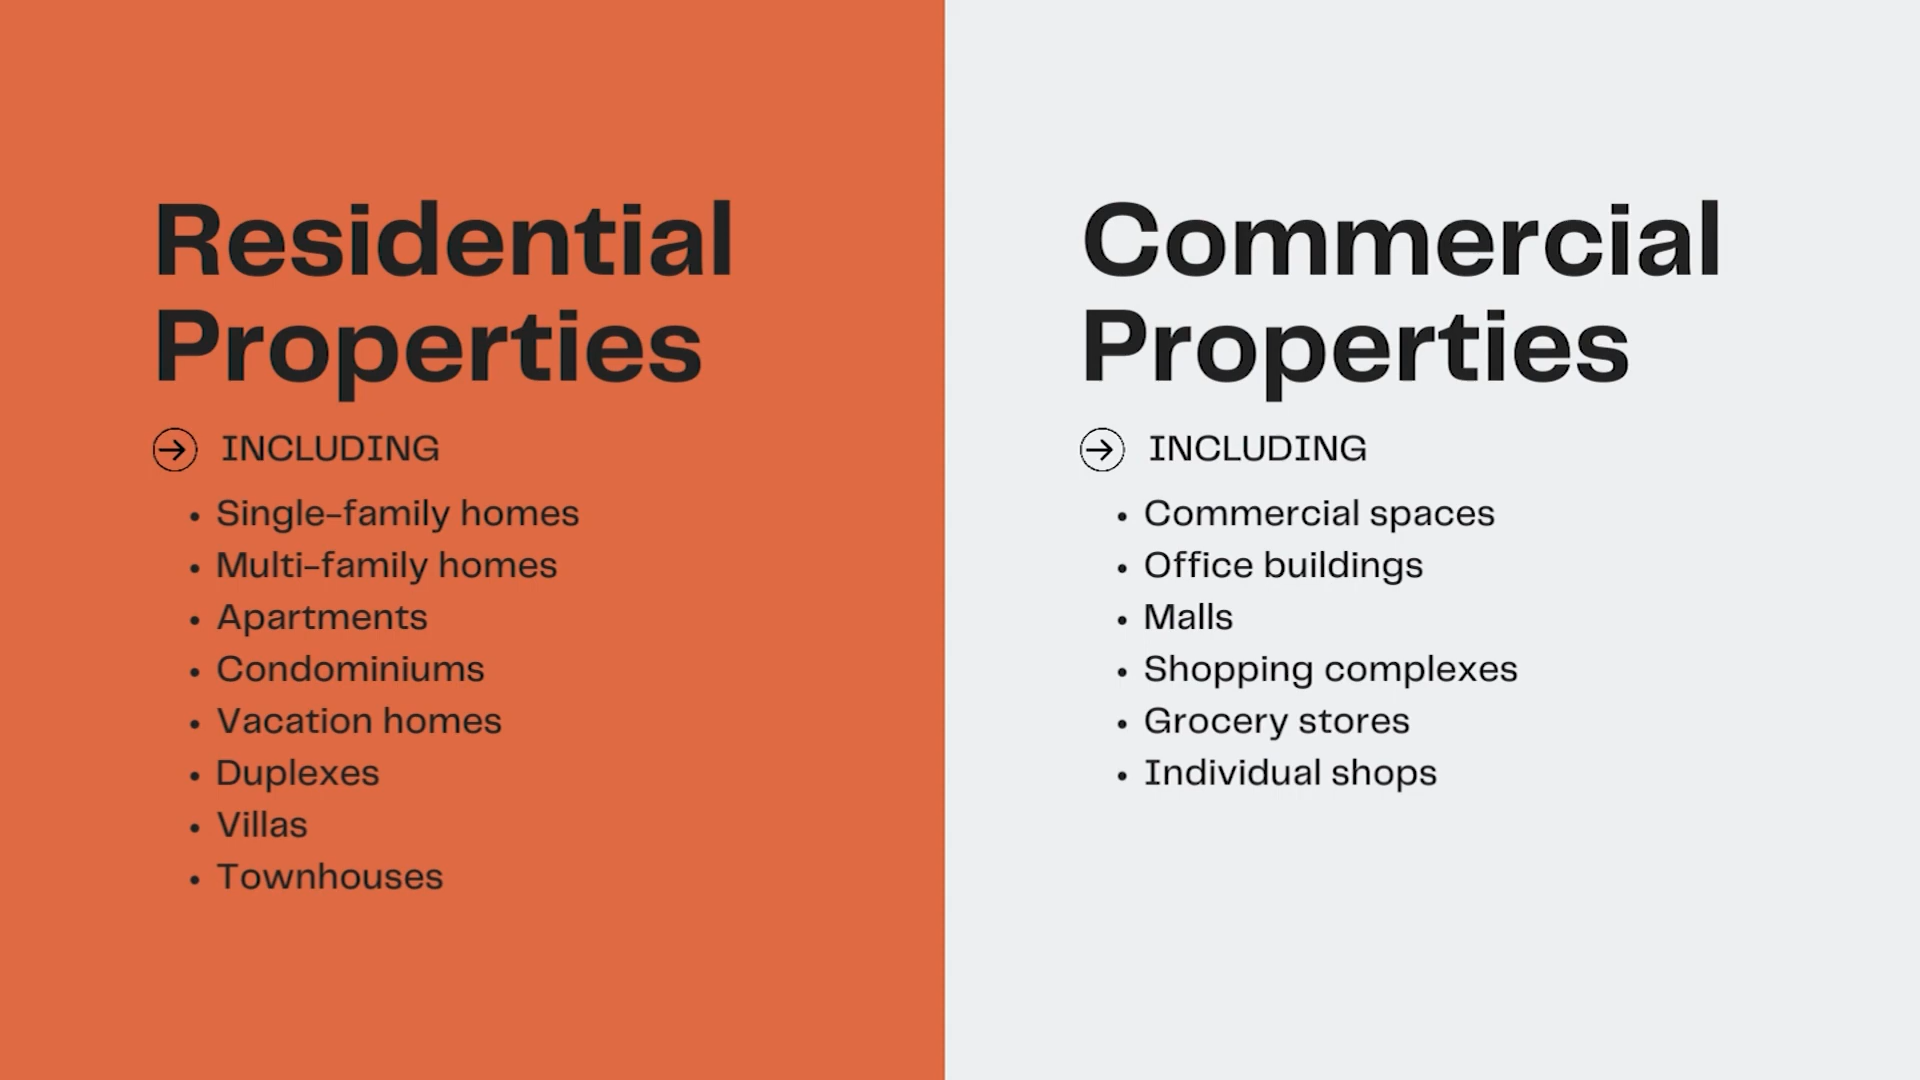 Residential
Properties
INCLUDING
• Single-family homes
• Multi-family homes
• Apartments
• Condominiums
• Vacation homes
• Duplexes
• Villas
• Townhouses
Commercial
Properties
INCLUDING
• Commercial spaces
• Office buildings
• Malls
• Shopping complexes
• Grocery stores
• Individual shops